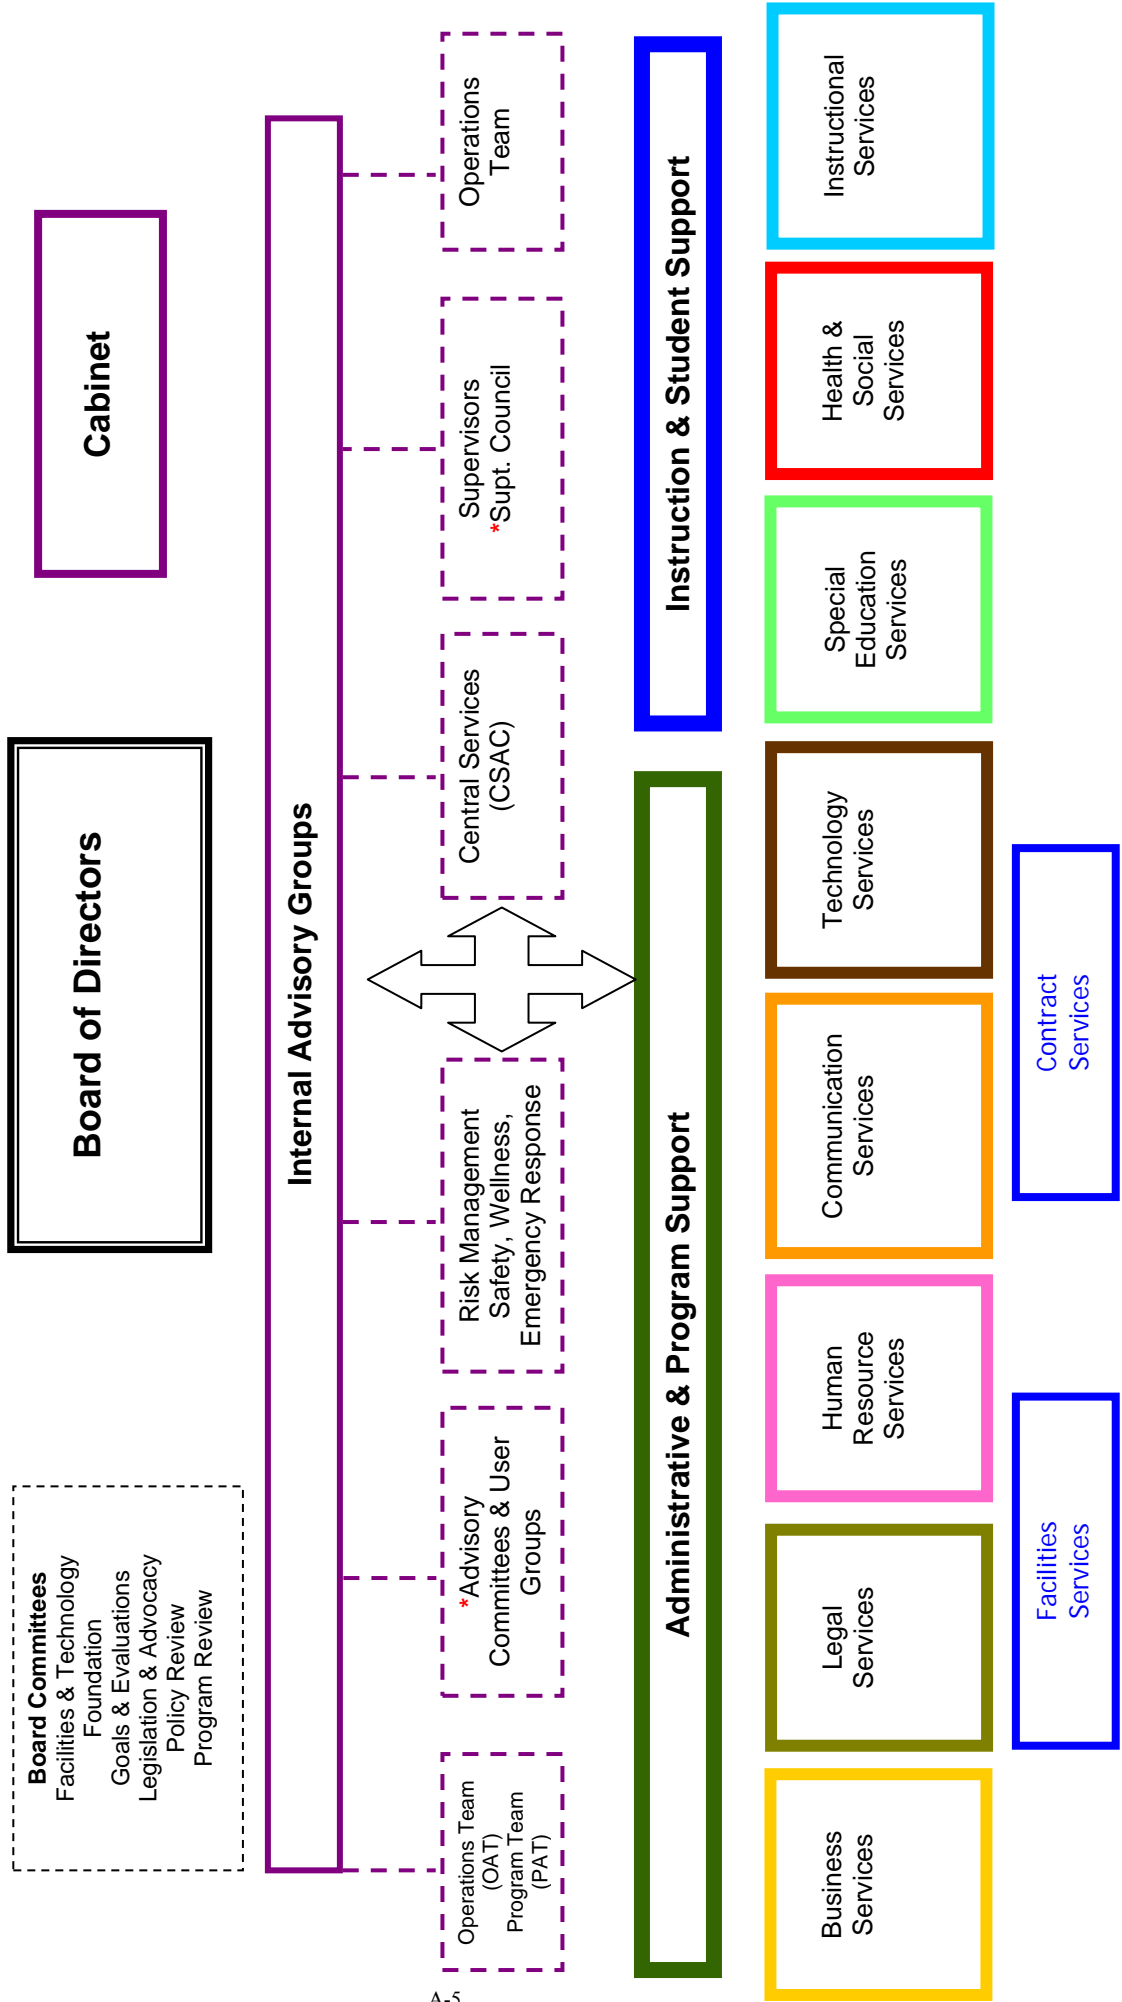 Board Committees
Facilities & Technology
Foundation
Goals & Evaluations
Legislation & Advocacy
Policy Review
Program Review
Board of Directors
Cabinet
Internal Advisory Groups
Operations Team
(OAT)
Program Team
(PAT)
*Advisory
Committees & User
Groups
Risk Management
Safety, Wellness,
Emergency Response
Central Services
(CSAC)
Supervisors
*Supt. Council
Operations
Team
Administrative & Program Support
Instruction & Student Support
Business
Services
Legal
Services
Human
Resource
Services
Communication
Services
Technology
Services
Special
Education
Services
Health &
Social
Services
Instructional
Services
Facilities
Services
Contract
Services
A-5